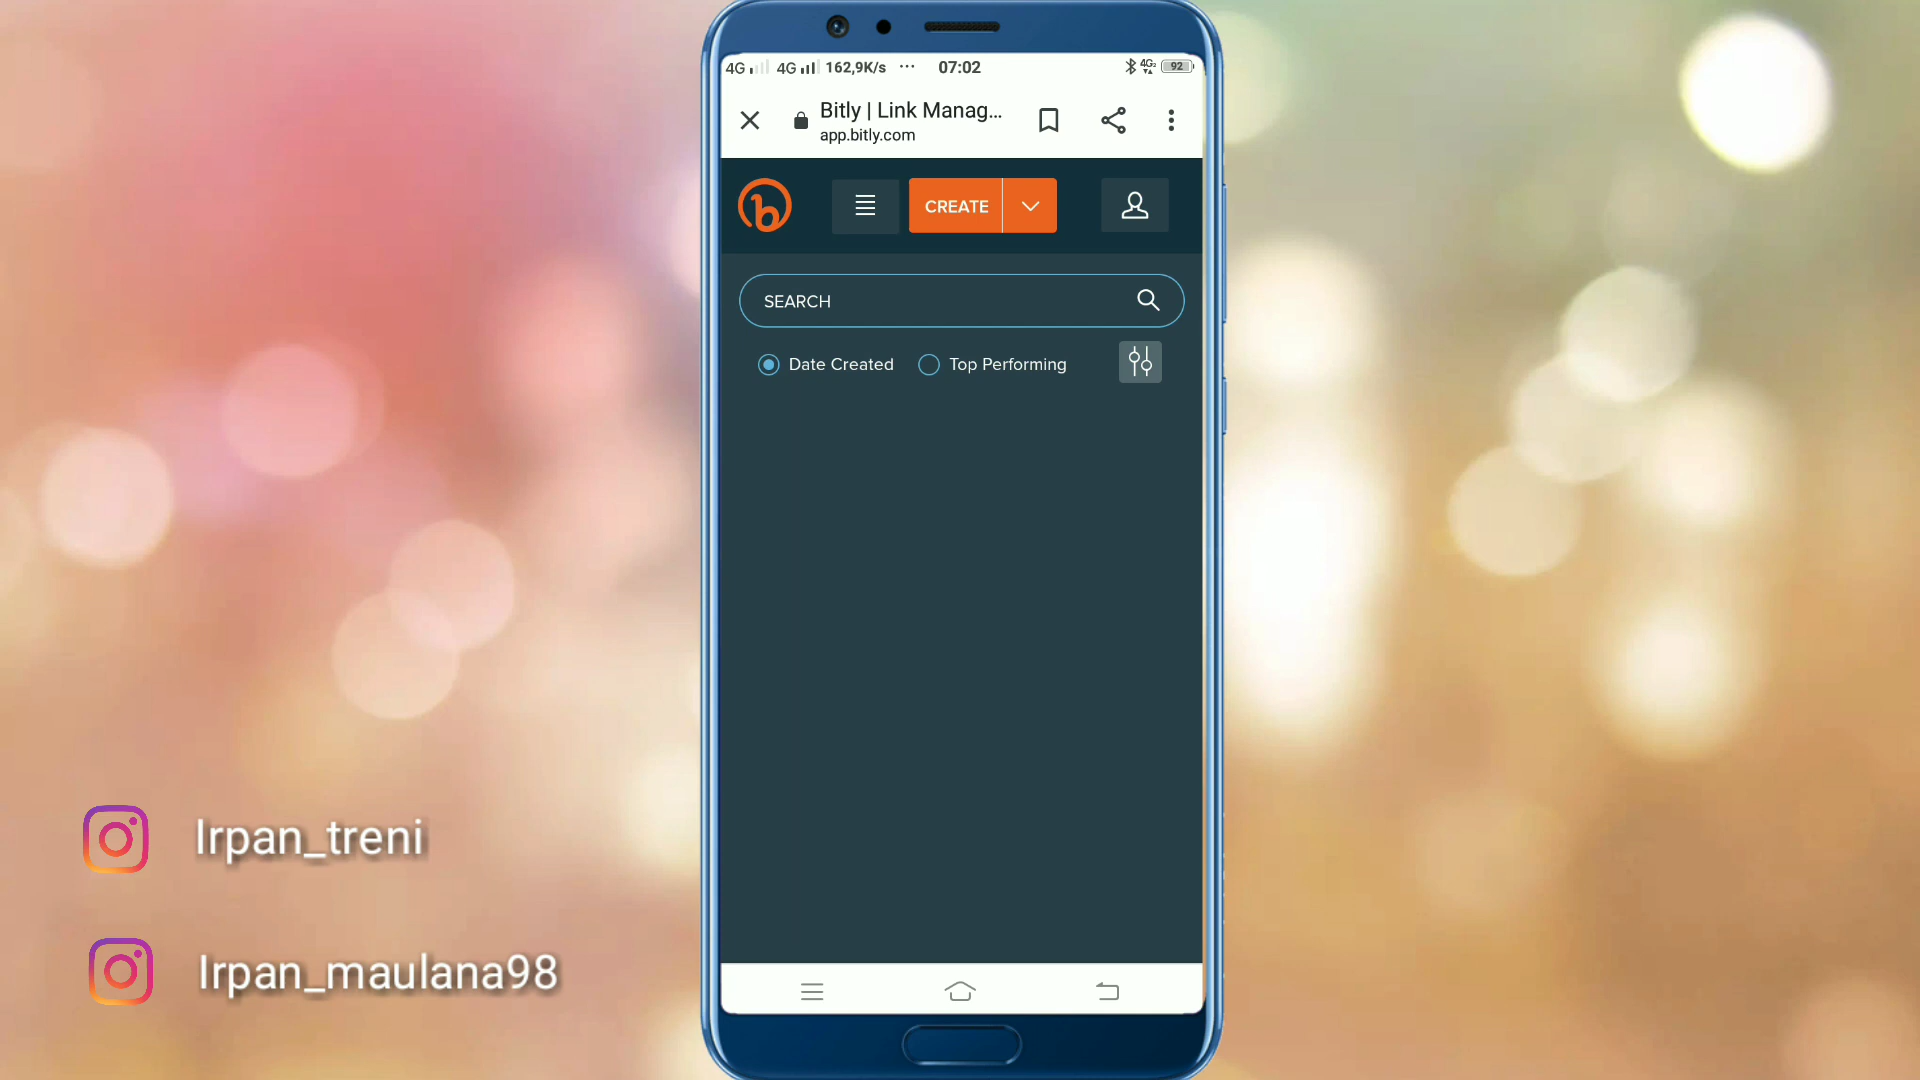 4G 4G 162,9K/s ... 07:02 4G 92
Bitly | Link Manag...
app.bitly.com
b CREATE
SEARCH
Date Created Top Performing
Irpan_treni
Irpan_maulana98